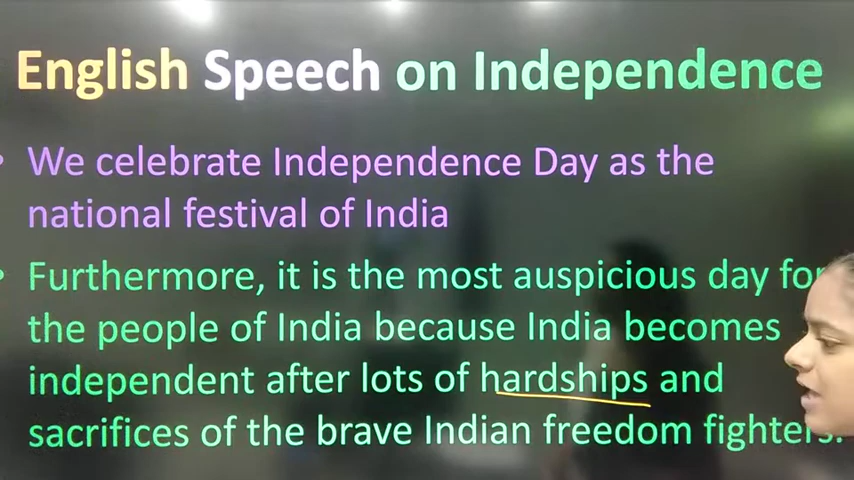 English Speech on Independence
• We celebrate Independence Day as the
national festival of India
• Furthermore, it is the most auspicious day for
the people of India because India becomes
independent after lots of hardships and
sacrifices of the brave Indian freedom fighters.